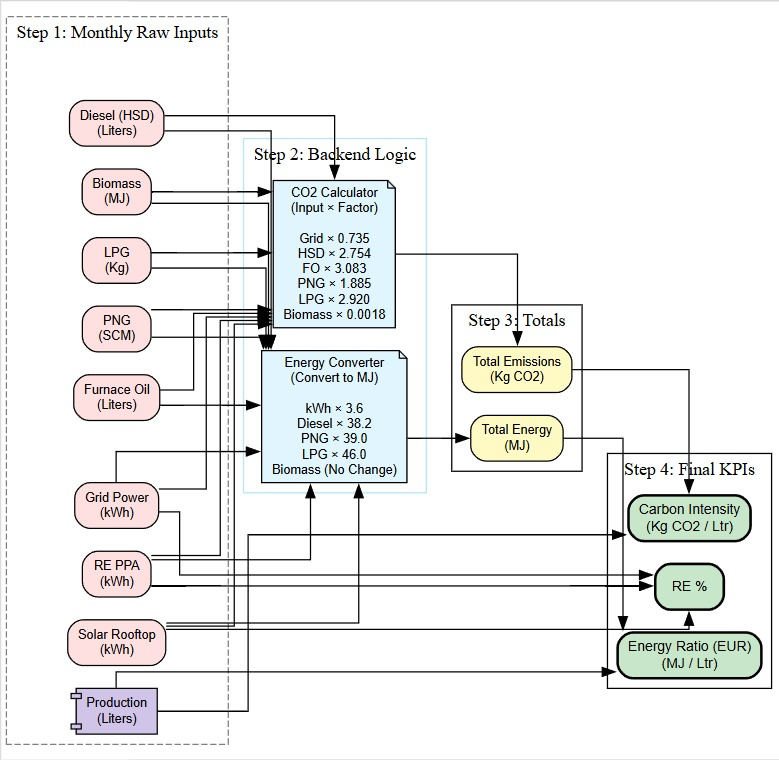 Step 1: Monthly Raw Inputs
Diesel (HSD)
(Liters)
Biomass
(MJ)
LPG
(Kg)
PNG
(SCM)
Furnace Oil
(Liters)
Grid Power
(kWh)
RE PPA
(kWh)
Solar Rooftop
(kWh)
Production
(Liters)
Step 2: Backend Logic
CO2 Calculator
(Input × Factor)
Grid × 0.735
HSD × 2.754
FO × 3.083
PNG × 1.885
LPG × 2.920
Biomass × 0.0018
Energy Converter
(Convert to MJ)
kWh × 3.6
Diesel × 38.2
PNG × 39.0
LPG × 46.0
Biomass (No Change)
Step 3: Totals
Total Emissions
(Kg CO2)
Total Energy
(MJ)
Step 4: Final KPIs
Carbon Intensity
(Kg CO2 / Ltr)
RE %
Energy Ratio (EUR)
(MJ / Ltr)